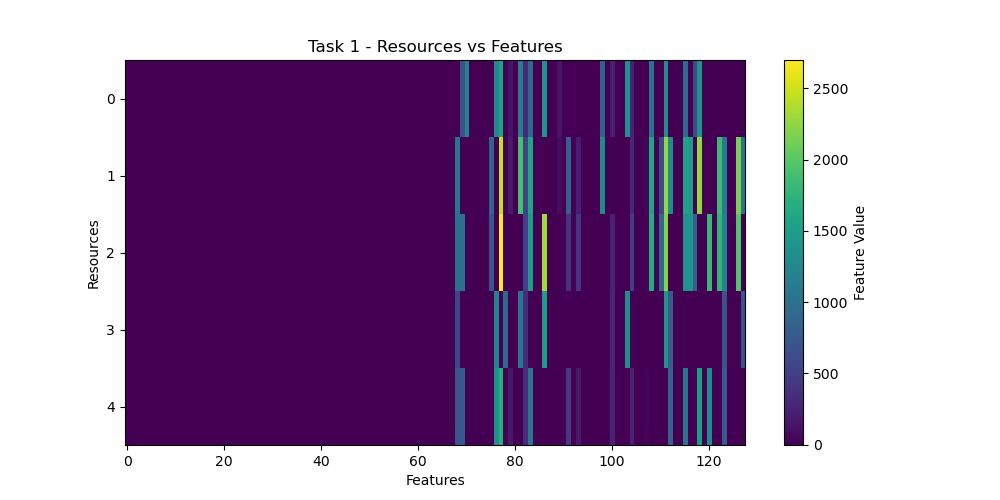 Task 1 - Resources vs Features
0
1
2
3
4
Resources
0 20 40 60 80 100 120
Features
2500
2000
1500
1000
500
0
Feature Value